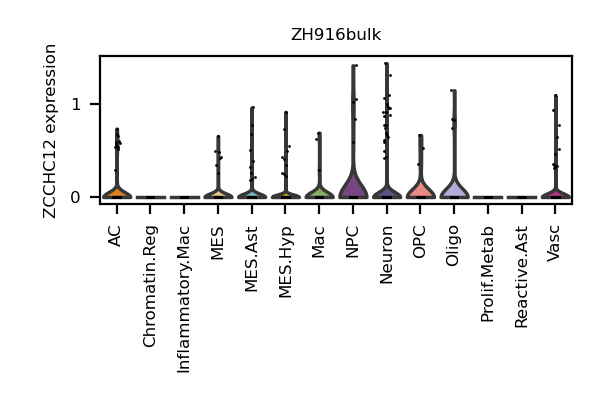 ZH916bulk
ZCCHC12 expression
1
0
AC
Chromatin.Reg
Inflammatory.Mac
MES
MES.Ast
MES.Hyp
Mac
NPC
Neuron
OPC
Oligo
Prolif.Metab
Reactive.Ast
Vasc